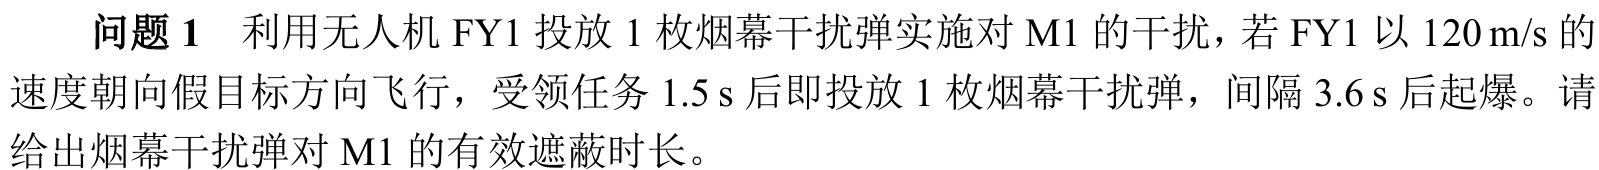 问题 1 利用无人机 FY1 投放 1 枚烟幕干扰弹实施对 M1 的干扰，若 FY1 以 120 m/s 的
速度朝向假目标方向飞行，受领任务 1.5 s 后即投放 1 枚烟幕干扰弹，间隔 3.6 s 后起爆。请
给出烟幕干扰弹对 M1 的有效遮蔽时长。